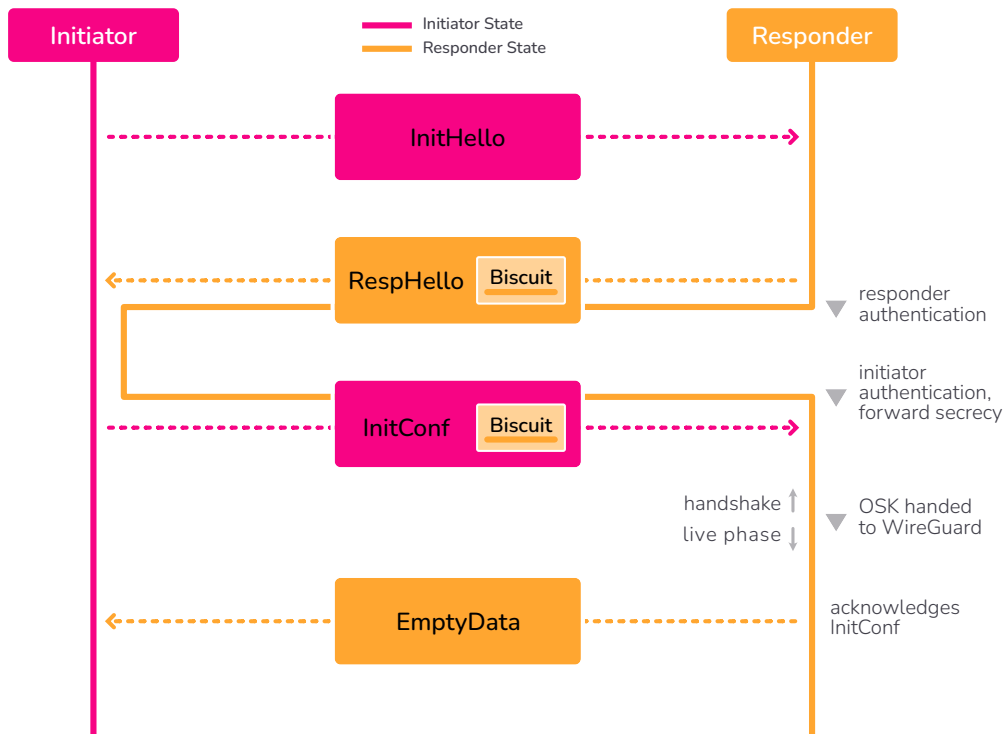 Initiator
Initiator State
Responder State
Responder
InitHello
RespHello
Biscuit
responder
authentication
initiator
authentication,
forward secrecy
InitConf
Biscuit
handshake
live phase
OSK handed
to WireGuard
EmptyData
acknowledges
InitConf